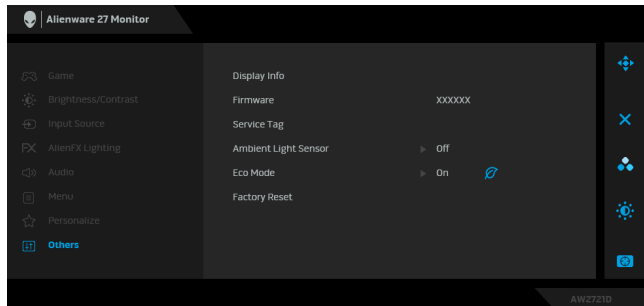 Alienware 27 Monitor
Game
Brightness/Contrast
Input Source
AlienFX Lighting
Audio
Menu
Personalize
Others
Display Info
Firmware XXXXXX
Service Tag
Ambient Light Sensor Off
Eco Mode On
Factory Reset
AW2721D